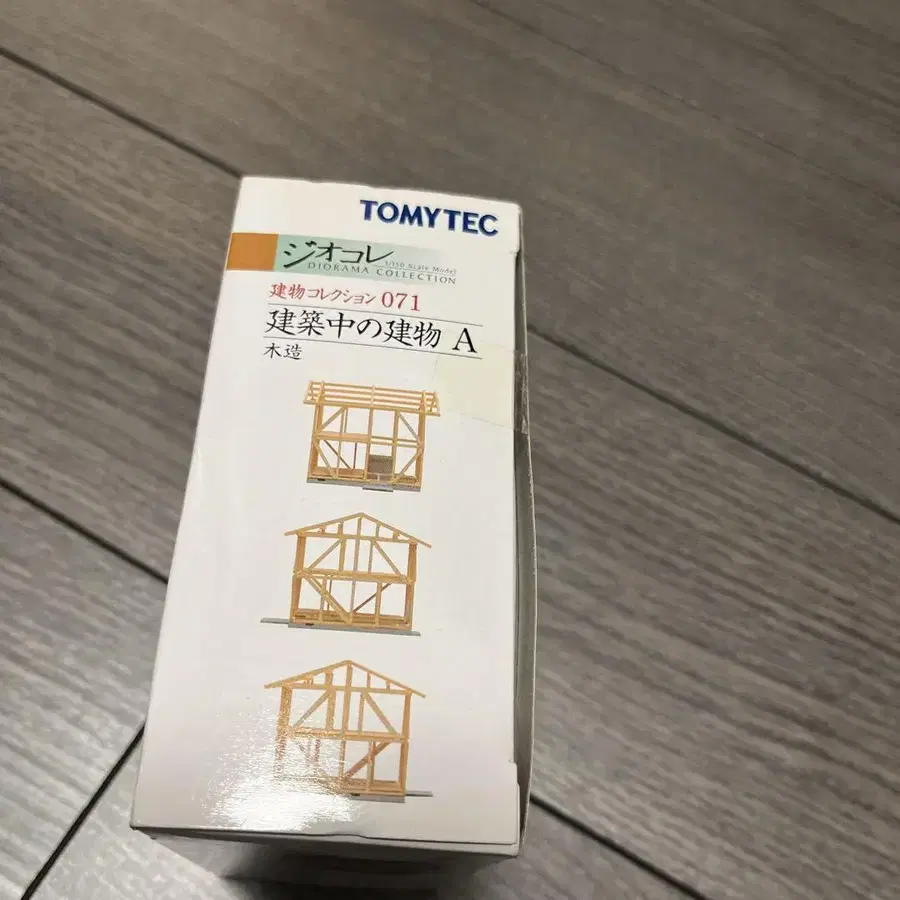 TOMYTEC
ジオコレ
1/150 Scale Model
DIORAMA COLLECTION
建物コレクション 071
建築中の建物 A
木造